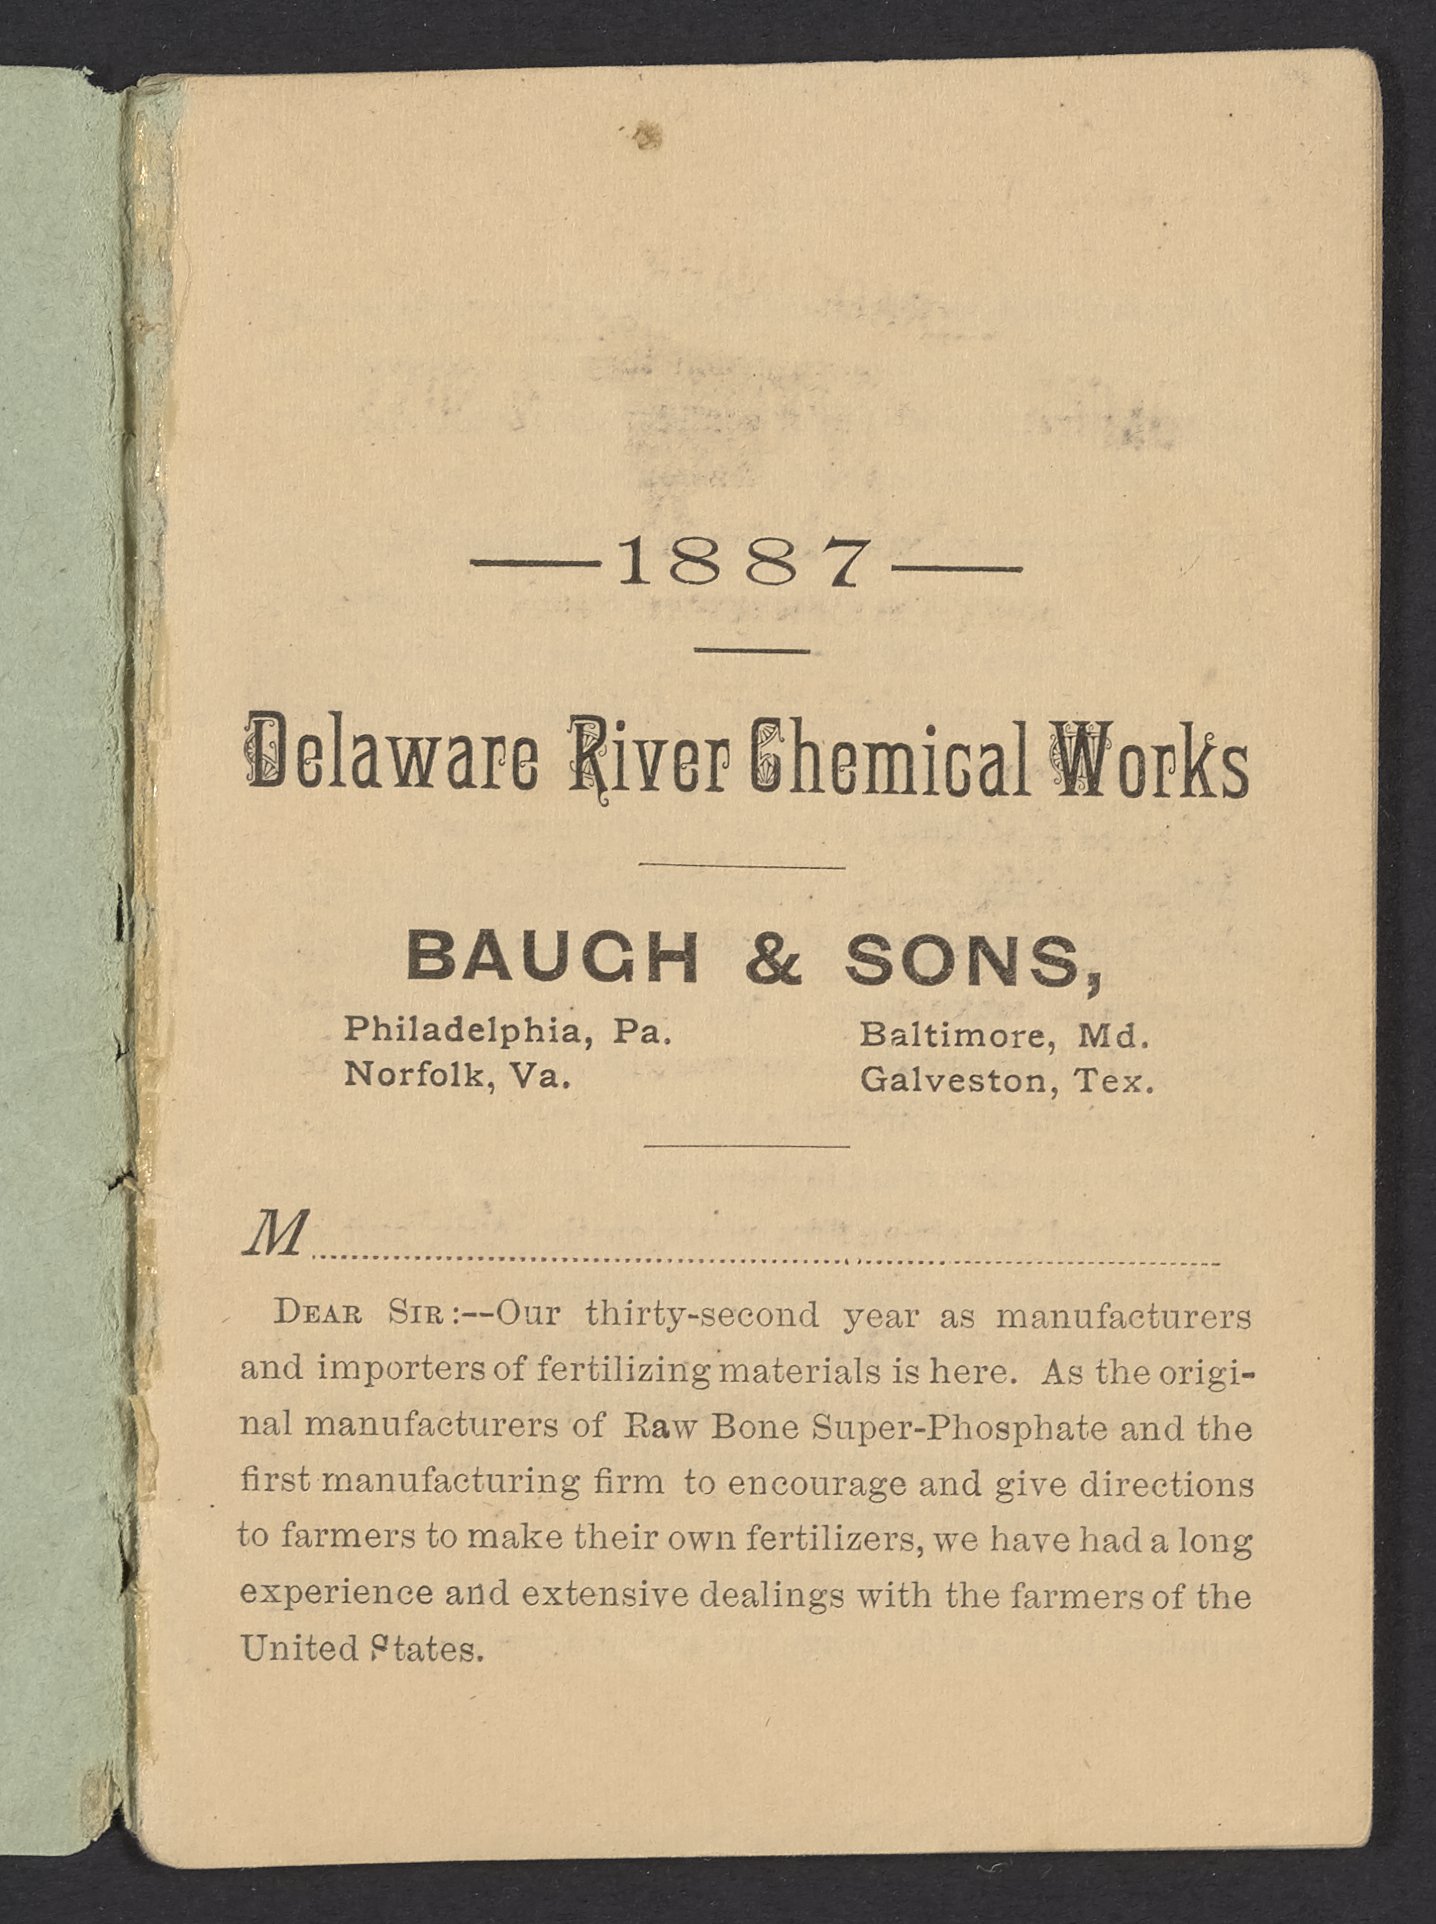 —1887—
Delaware River Chemical Works
BAUGH & SONS,
Philadelphia, Pa. Baltimore, Md.
Norfolk, Va. Galveston, Tex.
M
DEAR SIR:--Our thirty-second year as manufacturers
and importers of fertilizing materials is here. As the origi-
nal manufacturers of Raw Bone Super-Phosphate and the
first manufacturing firm to encourage and give directions
to farmers to make their own fertilizers, we have had a long
experience and extensive dealings with the farmers of the
United States.